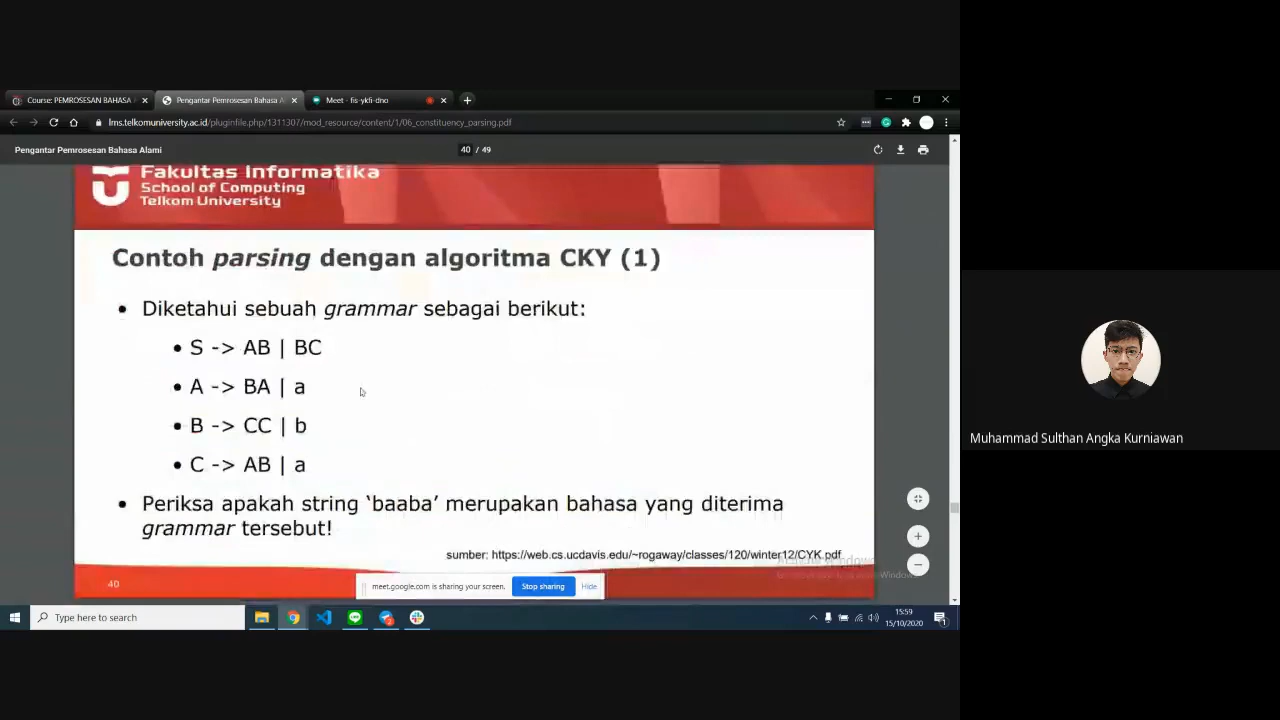 Course: PEMROSESAN BAHASA
Pengantar Pemrosesan Bahasa Al
Meet - fis-ykfi-dno
lms.telkomuniversity.ac.id/pluginfile.php/1311307/mod_resource/content/1/06_constituency_parsing.pdf
Pengantar Pemrosesan Bahasa Alami
40 / 49
Fakultas Informatika
School of Computing
Telkom University
Contoh parsing dengan algoritma CKY (1)
• Diketahui sebuah grammar sebagai berikut:
• S -> AB | BC
• A -> BA | a
• B -> CC | b
• C -> AB | a
• Periksa apakah string ‘baaba’ merupakan bahasa yang diterima
grammar tersebut!
sumber: https://web.cs.ucdavis.edu/~rogaway/classes/120/winter12/CYK.pdf
Activate Windows
40
meet.google.com is sharing your screen.
Stop sharing
Hide
Type here to search
15:59
15/10/2020
Muhammad Sulthan Angka Kurniawan